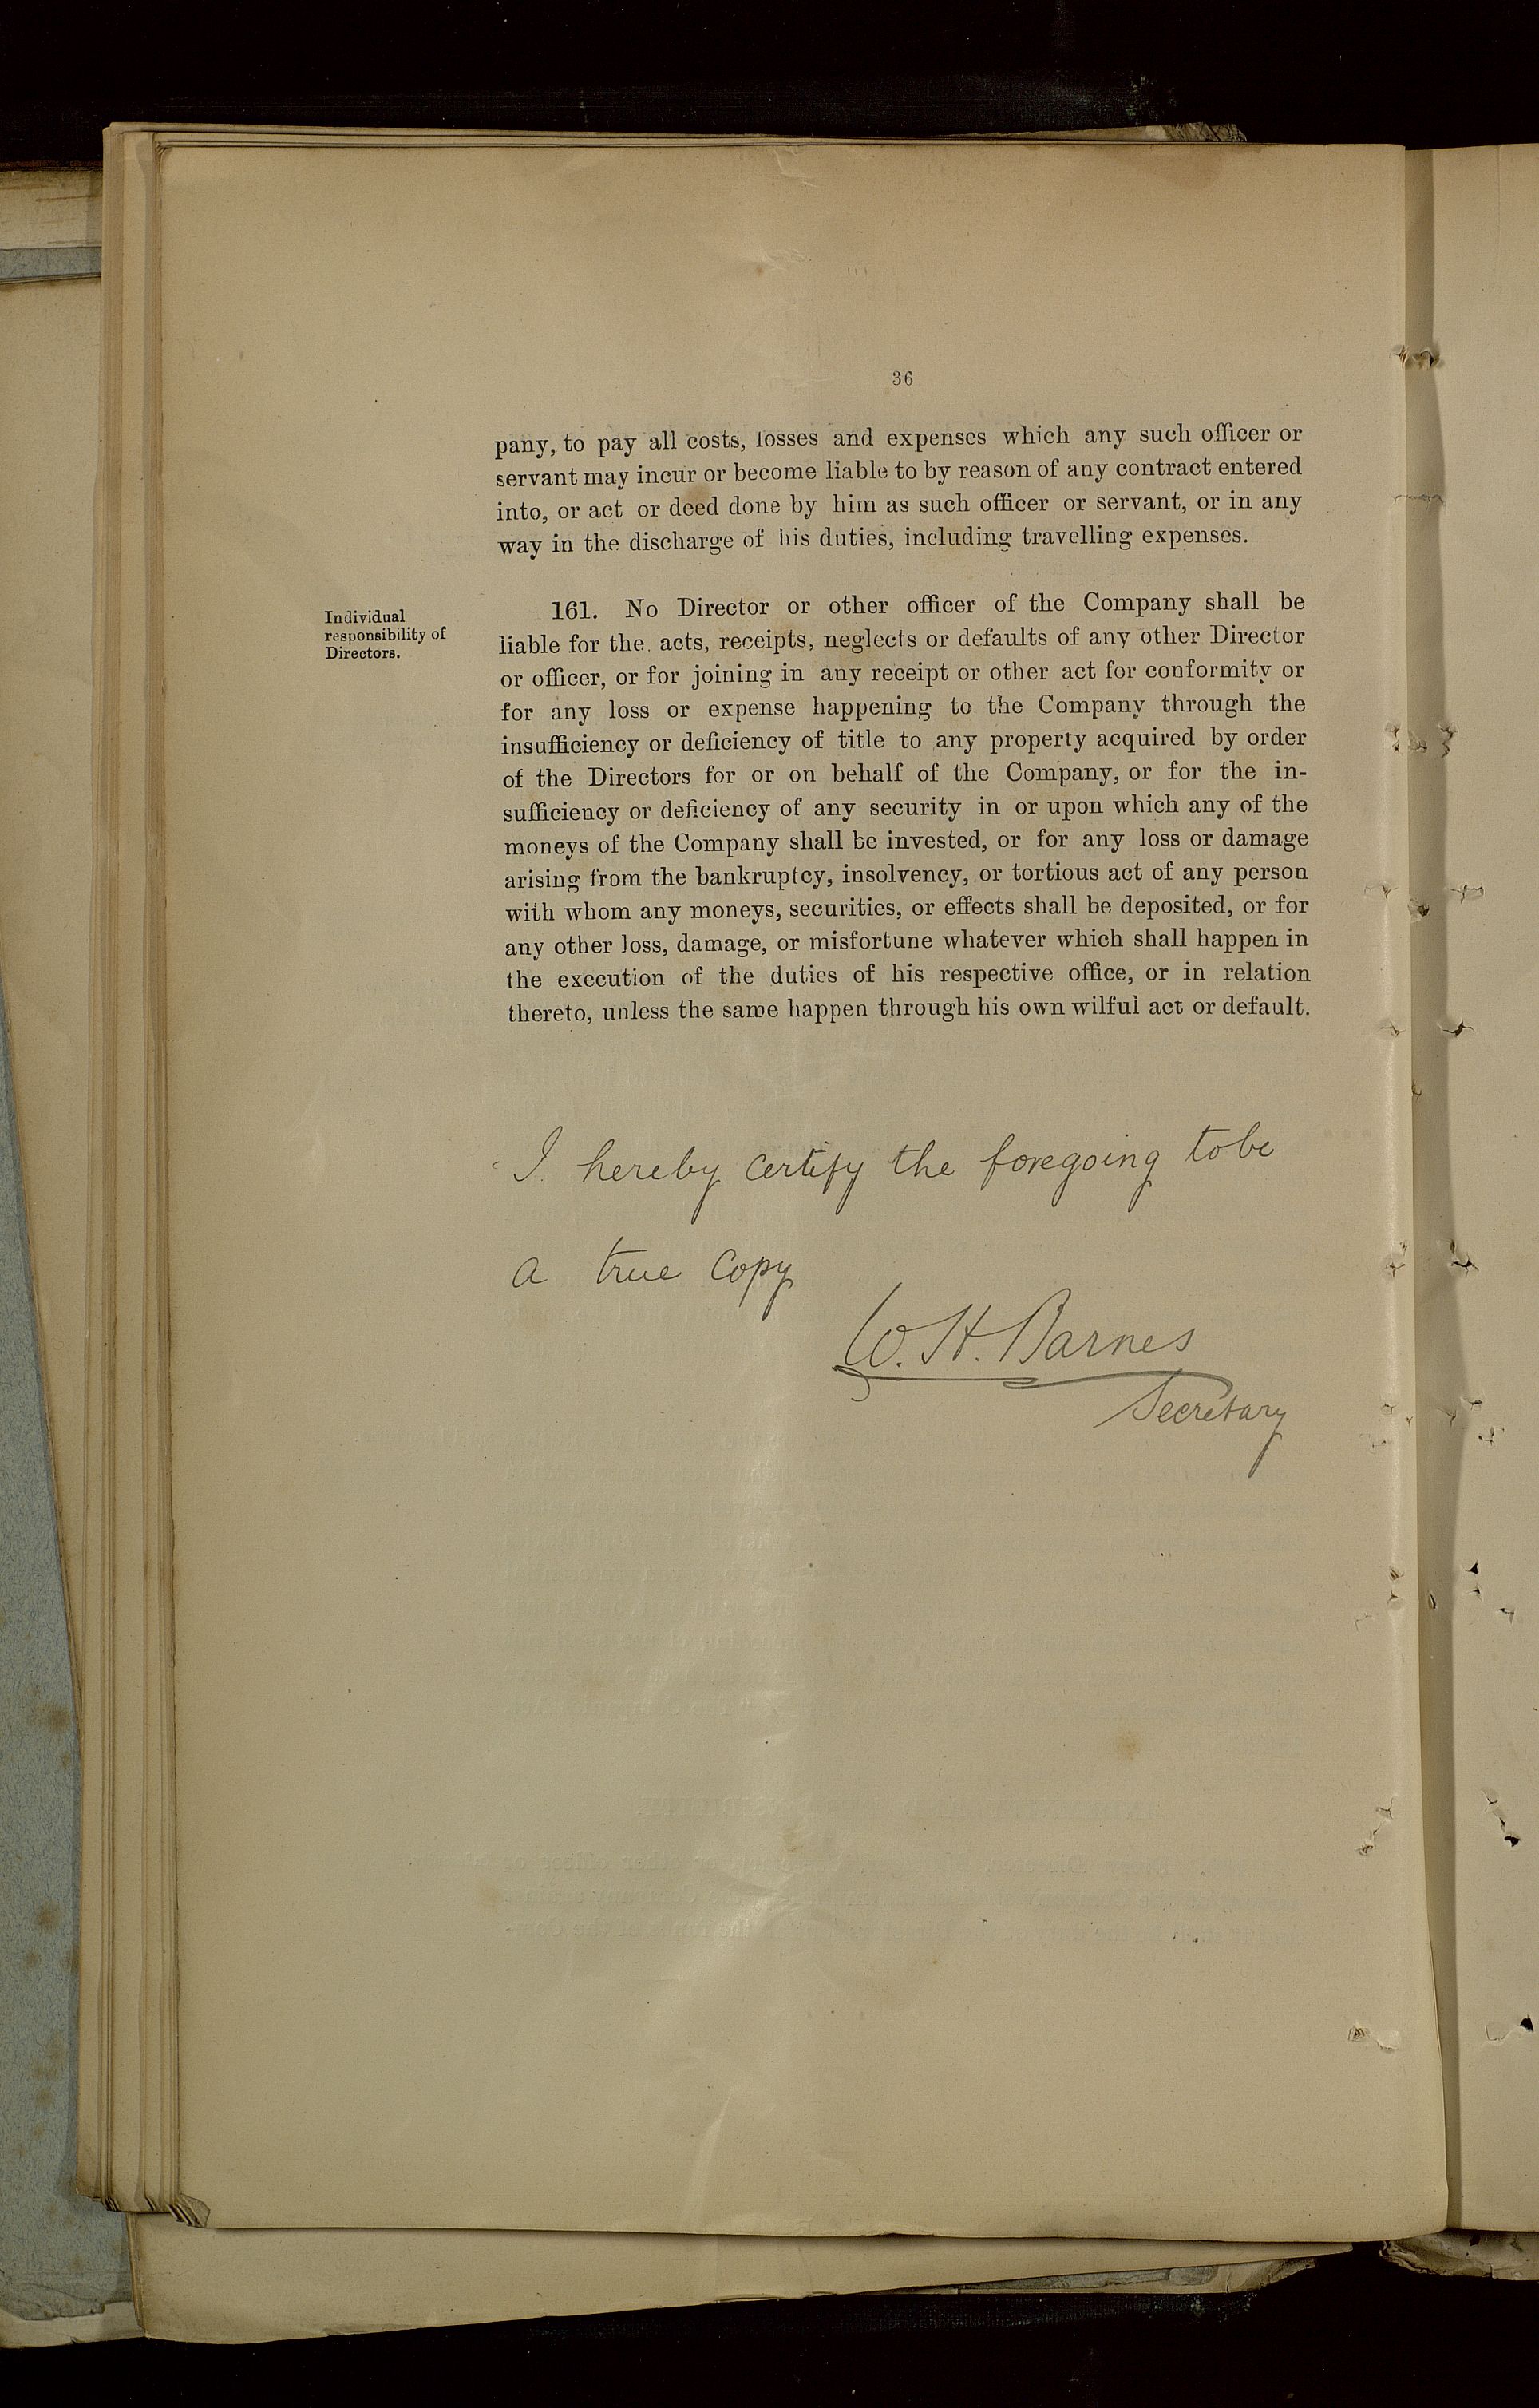 36
pany, to pay all costs, losses and expenses which any such officer or
servant may incur or become liable to by reason of any contract entered
into, or act or deed done by him as such officer or servant, or in any
way in the discharge of his duties, including travelling expenses.
Individual
responsibility of
Directors.
161. No Director or other officer of the Company shall be
liable for the acts, receipts, neglects or defaults of any other Director
or officer, or for joining in any receipt or other act for conformity or
for any loss or expense happening to the Company through the
insufficiency or deficiency of title to any property acquired by order
of the Directors for or on behalf of the Company, or for the in-
sufficiency or deficiency of any security in or upon which any of the
moneys of the Company shall be invested, or for any loss or damage
arising from the bankruptcy, insolvency, or tortious act of any person
with whom any moneys, securities, or effects shall be deposited, or for
any other loss, damage, or misfortune whatever which shall happen in
the execution of the duties of his respective office, or in relation
thereto, unless the same happen through his own wilful act or default.
I hereby certify the foregoing to be
a true Copy
W. H. Barnes
Secretary